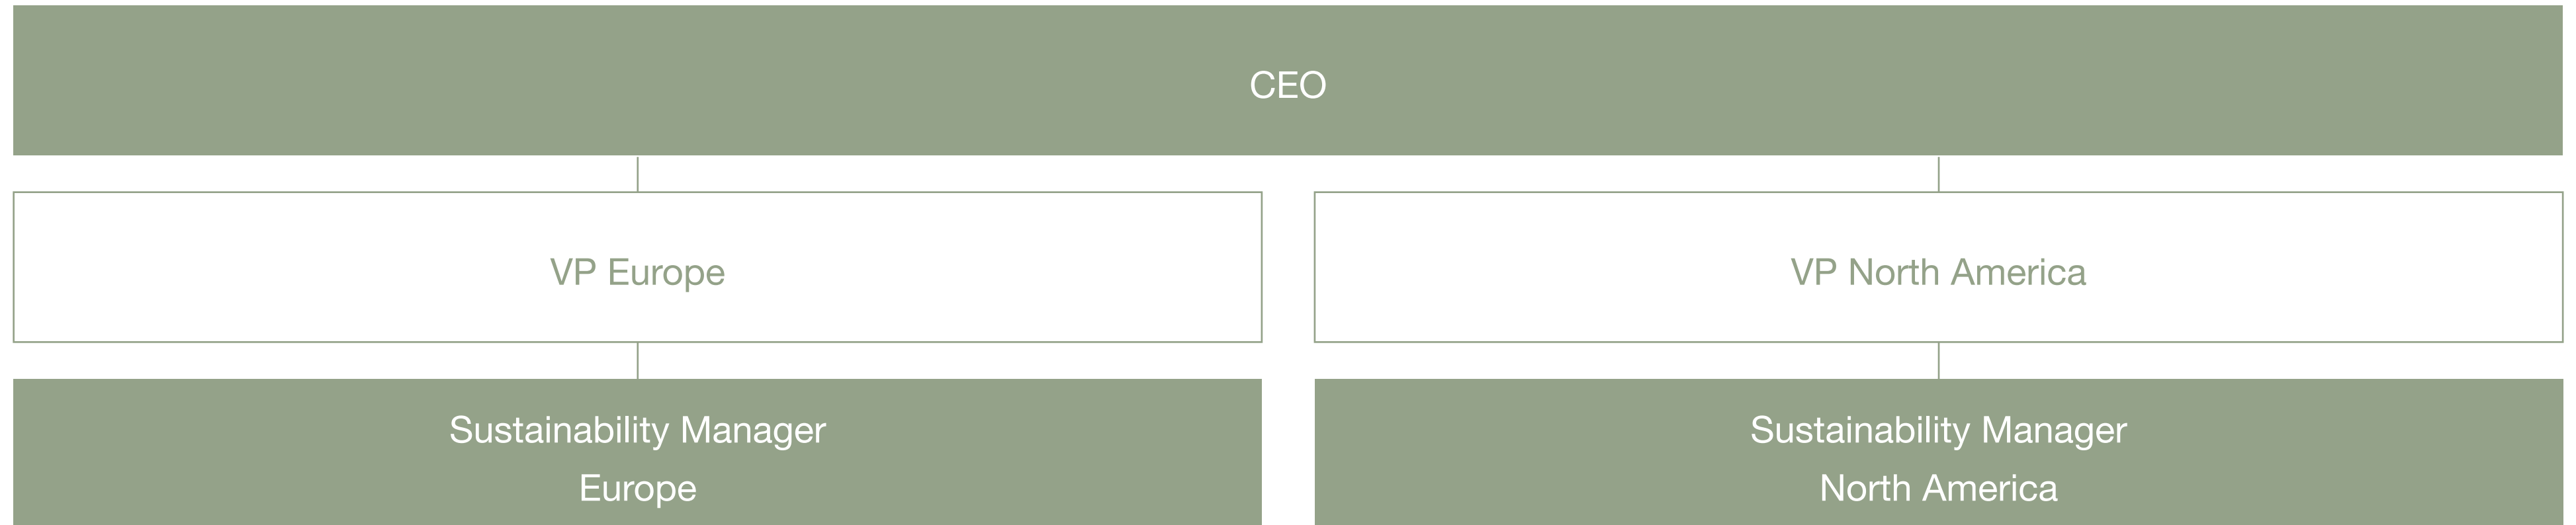 CEO
VP Europe
VP North America
Sustainability Manager
Europe
Sustainability Manager
North America